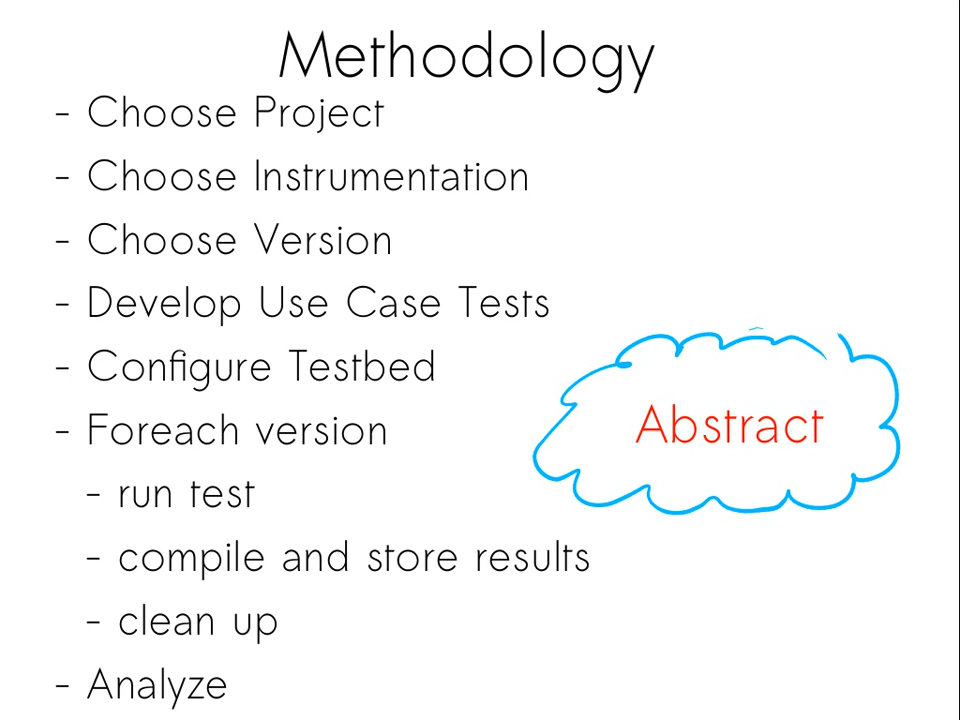 Methodology
- Choose Project
- Choose Instrumentation
- Choose Version
- Develop Use Case Tests
- Configure Testbed
- Foreach version
- run test
- compile and store results
- clean up
- Analyze
Abstract